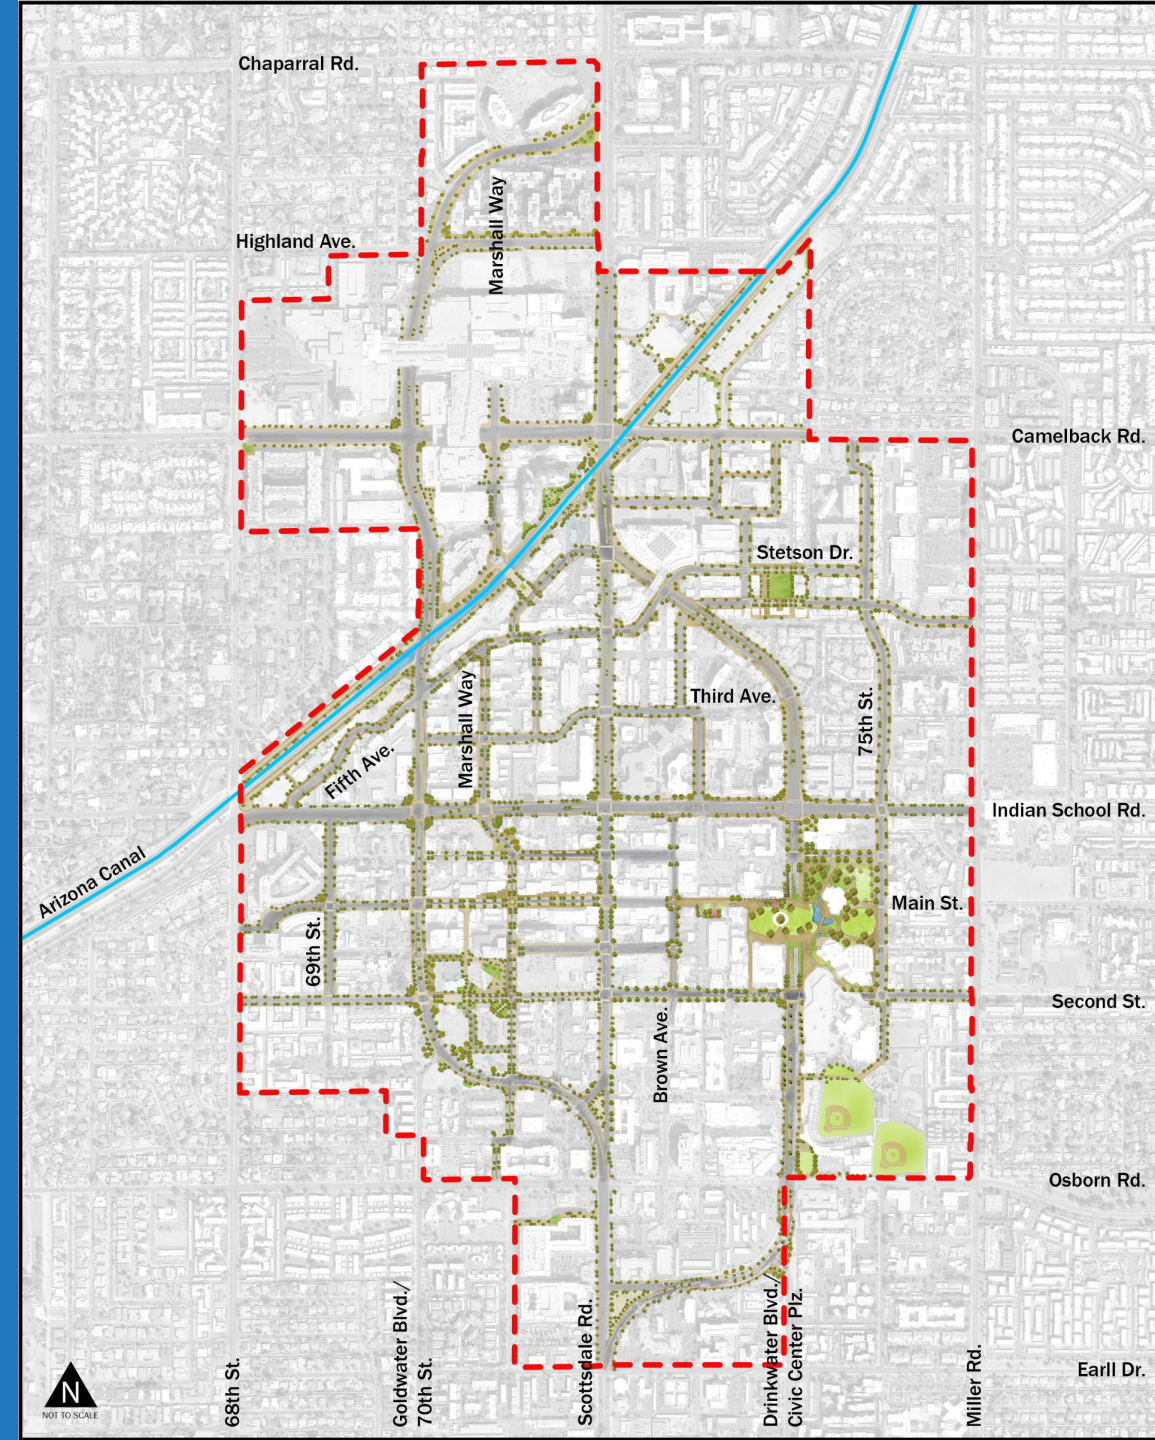 Chaparral Rd.
Marshall Way
Highland Ave.
Camelback Rd.
Stetson Dr.
Third Ave.
75th St.
Marshall Way
Fifth Ave.
Indian School Rd.
Arizona Canal
Main St.
69th St.
Second St.
Brown Ave.
Osborn Rd.
68th St.
Goldwater Blvd./
70th St.
Scottsdale Rd.
Drinkwater Blvd./
Civic Center Plz.
Miller Rd.
Earll Dr.
N
NOT TO SCALE